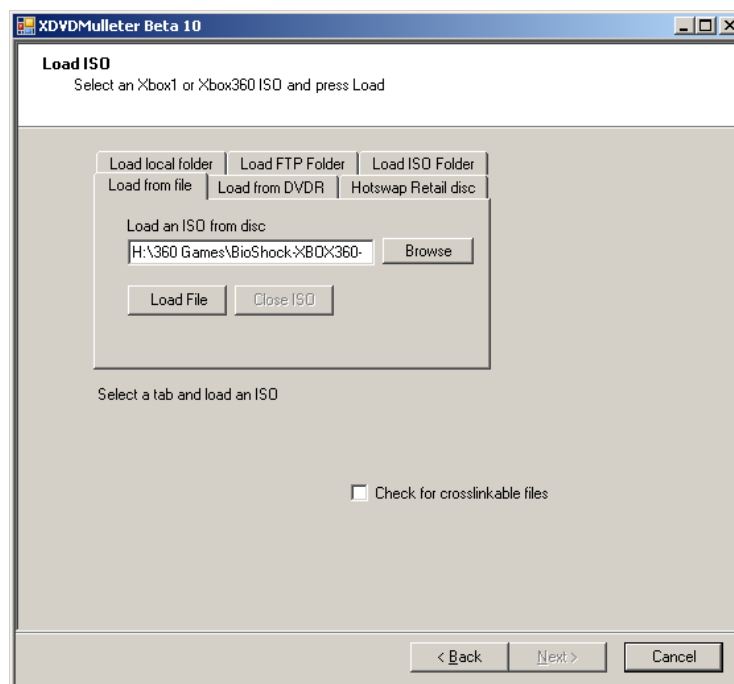 XDVDMulleter Beta 10
Load ISO
Select an Xbox1 or Xbox360 ISO and press Load
Load local folder Load FTP Folder Load ISO Folder
Load from file Load from DVDR Hotswap Retail disc
Load an ISO from disc
H:\360 Games\BioShock-XBOX360- Browse
Load File Close ISO
Select a tab and load an ISO
Check for crosslinkable files
< Back Next > Cancel